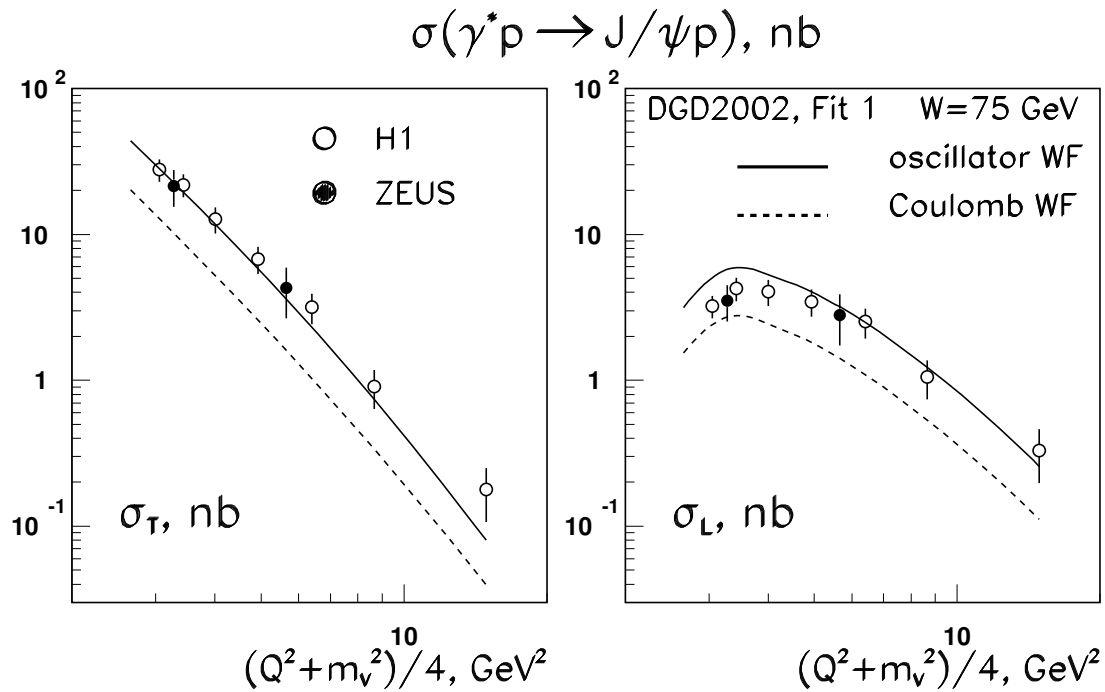 σ(γ*p → J/ψp), nb
10²
10
1
10⁻¹
H1
ZEUS
σ_T, nb
10
(Q²+m_v²)/4, GeV²
10²
10
1
10⁻¹
DGD2002, Fit 1 W=75 GeV
oscillator WF
Coulomb WF
σ_L, nb
10
(Q²+m_v²)/4, GeV²